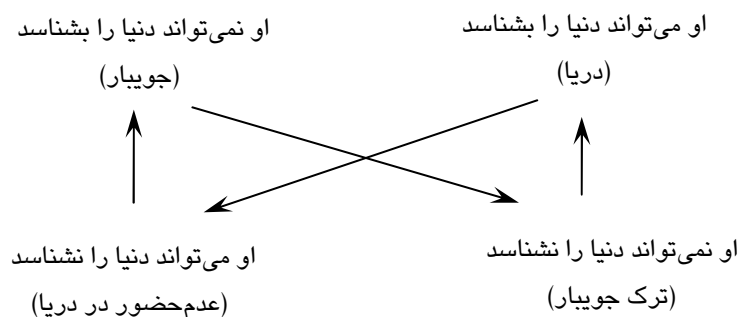 او می‌تواند دنیا را بشناسد
(دریا)
او نمی‌تواند دنیا را بشناسد
(جویبار)
او نمی‌تواند دنیا را نشناسد
(ترک جویبار)
او می‌تواند دنیا را نشناسد
(عدم‌حضور در دریا)